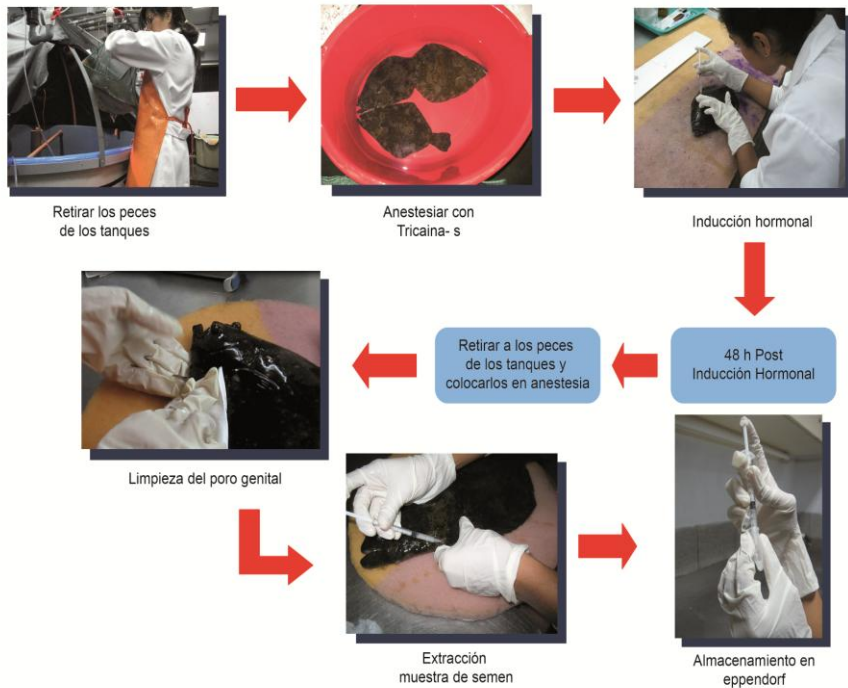 Retirar los peces
de los tanques
Anestesiar con
Tricaina- s
Inducción hormonal
48 h Post
Inducción Hormonal
Retirar a los peces
de los tanques y
colocarlos en anestesia
Limpieza del poro genital
Extracción
muestra de semen
Almacenamiento en
eppendorf